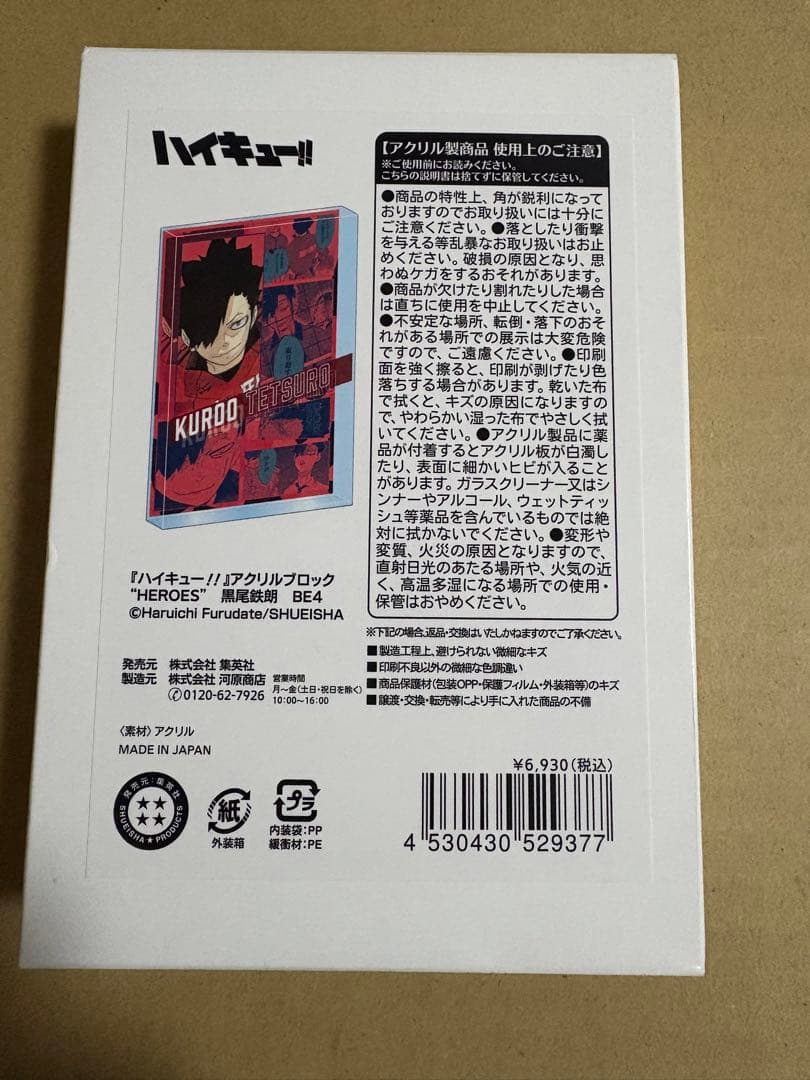 ハイキュー!!
KUROO TETSURO
『ハイキュー!!』アクリルブロック
“HEROES” 黒尾鉄朗 BE4
©Haruichi Furudate/SHUEISHA
発売元 株式会社 集英社
製造元 株式会社 河原商店
✆0120-62-7926
営業時間
月〜金(土日・祝日を除く)
10:00〜16:00
〈素材〉アクリル
MADE IN JAPAN
発売元:集英社
SHUEISHA★PRODUCTS
紙
外装箱
プラ
内装袋:PP
緩衝材:PE
【アクリル製商品 使用上のご注意】
※ご使用前にお読みください。
こちらの説明書は捨てずに保管してください。
●商品の特性上、角が鋭利になって
おりますのでお取り扱いには十分に
ご注意ください。●落としたり衝撃
を与える等乱暴なお取り扱いはお止
めください。破損の原因となり、思
わぬケガをするおそれがあります。
●商品が欠けたり割れたりした場合
は直ちに使用を中止してください。
●不安定な場所、転倒・落下のおそ
れがある場所での展示は大変危険
ですので、ご遠慮ください。●印刷
面を強く擦ると、印刷が剥げたり色
落ちする場合があります。乾いた布
で拭くと、キズの原因になりますの
で、やわらかい湿った布でやさしく拭
いてください。●アクリル製品に薬
品が付着するとアクリル板が白濁し
たり、表面に細かいヒビが入ること
があります。ガラスクリーナー又はシ
ンナーやアルコール、ウェットティッ
シュ等薬品を含んでいるものでは絶
対に拭かないでください。●変形や
変質、火災の原因となりますので、
直射日光のあたる場所や、火気の近
く、高温多湿になる場所での使用・
保管はおやめください。
※下記の場合、返品・交換はいたしかねますのでご了承ください。
■製造工程上、避けられない微細なキズ
■印刷不良以外の微細な色調違い
■商品保護材(包装OPP・保護フィルム・外装箱等)のキズ
■譲渡・交換・転売等により手に入れた商品の不備
¥6,930(税込)
4 530430 529377